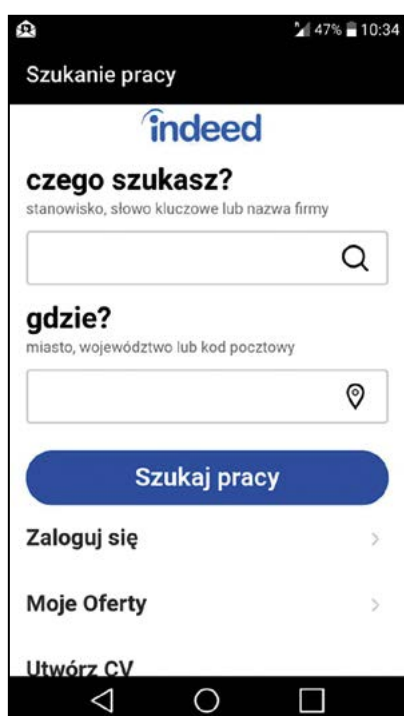 47% 10:34
Szukanie pracy
indeed
czego szukasz?
stanowisko, słowo kluczowe lub nazwa firmy
gdzie?
miasto, województwo lub kod pocztowy
Szukaj pracy
Zaloguj się
Moje Oferty
Utwórz CV